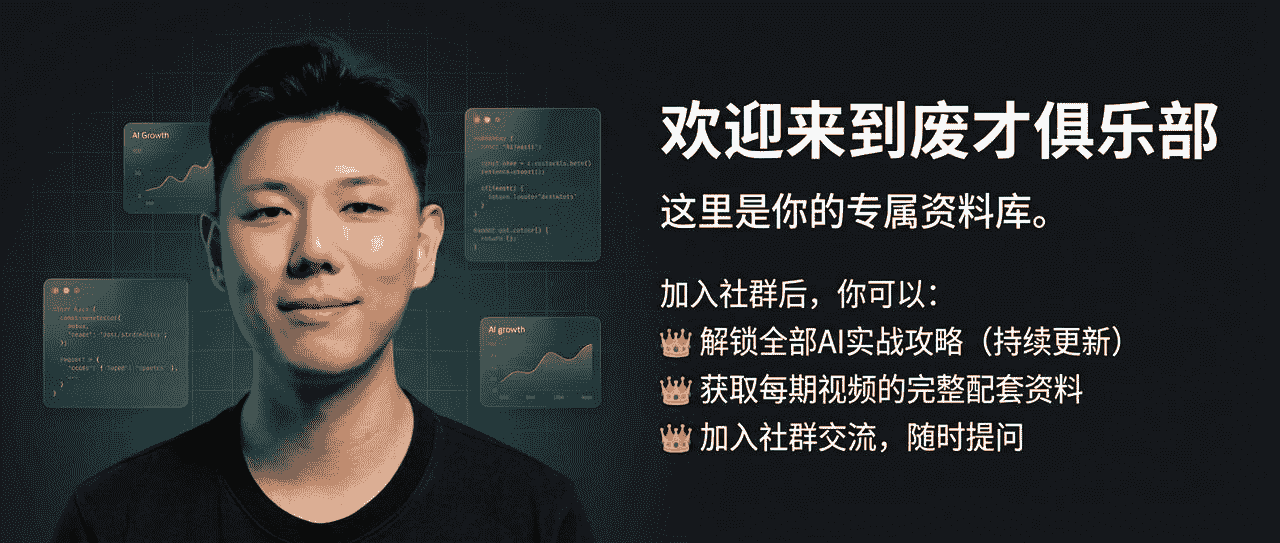 欢迎来到废才俱乐部
这里是你的专属资料库。
加入社群后，你可以：
👑 解锁全部AI实战攻略（持续更新）
👑 获取每期视频的完整配套资料
👑 加入社群交流，随时提问
AI Growth
AI growth